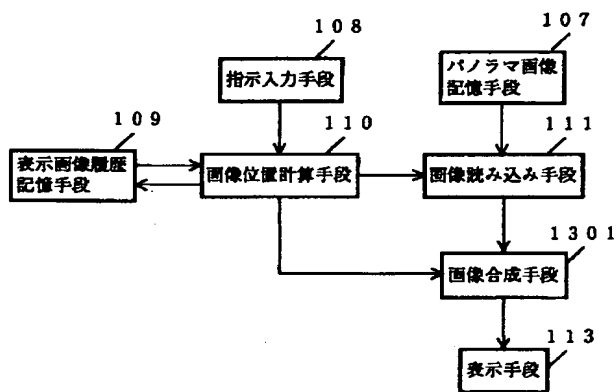 108
指示入力手段
107
パノラマ画像
記憶手段
109
表示画像履歴
記憶手段
110
画像位置計算手段
111
画像読み込み手段
1301
画像合成手段
113
表示手段